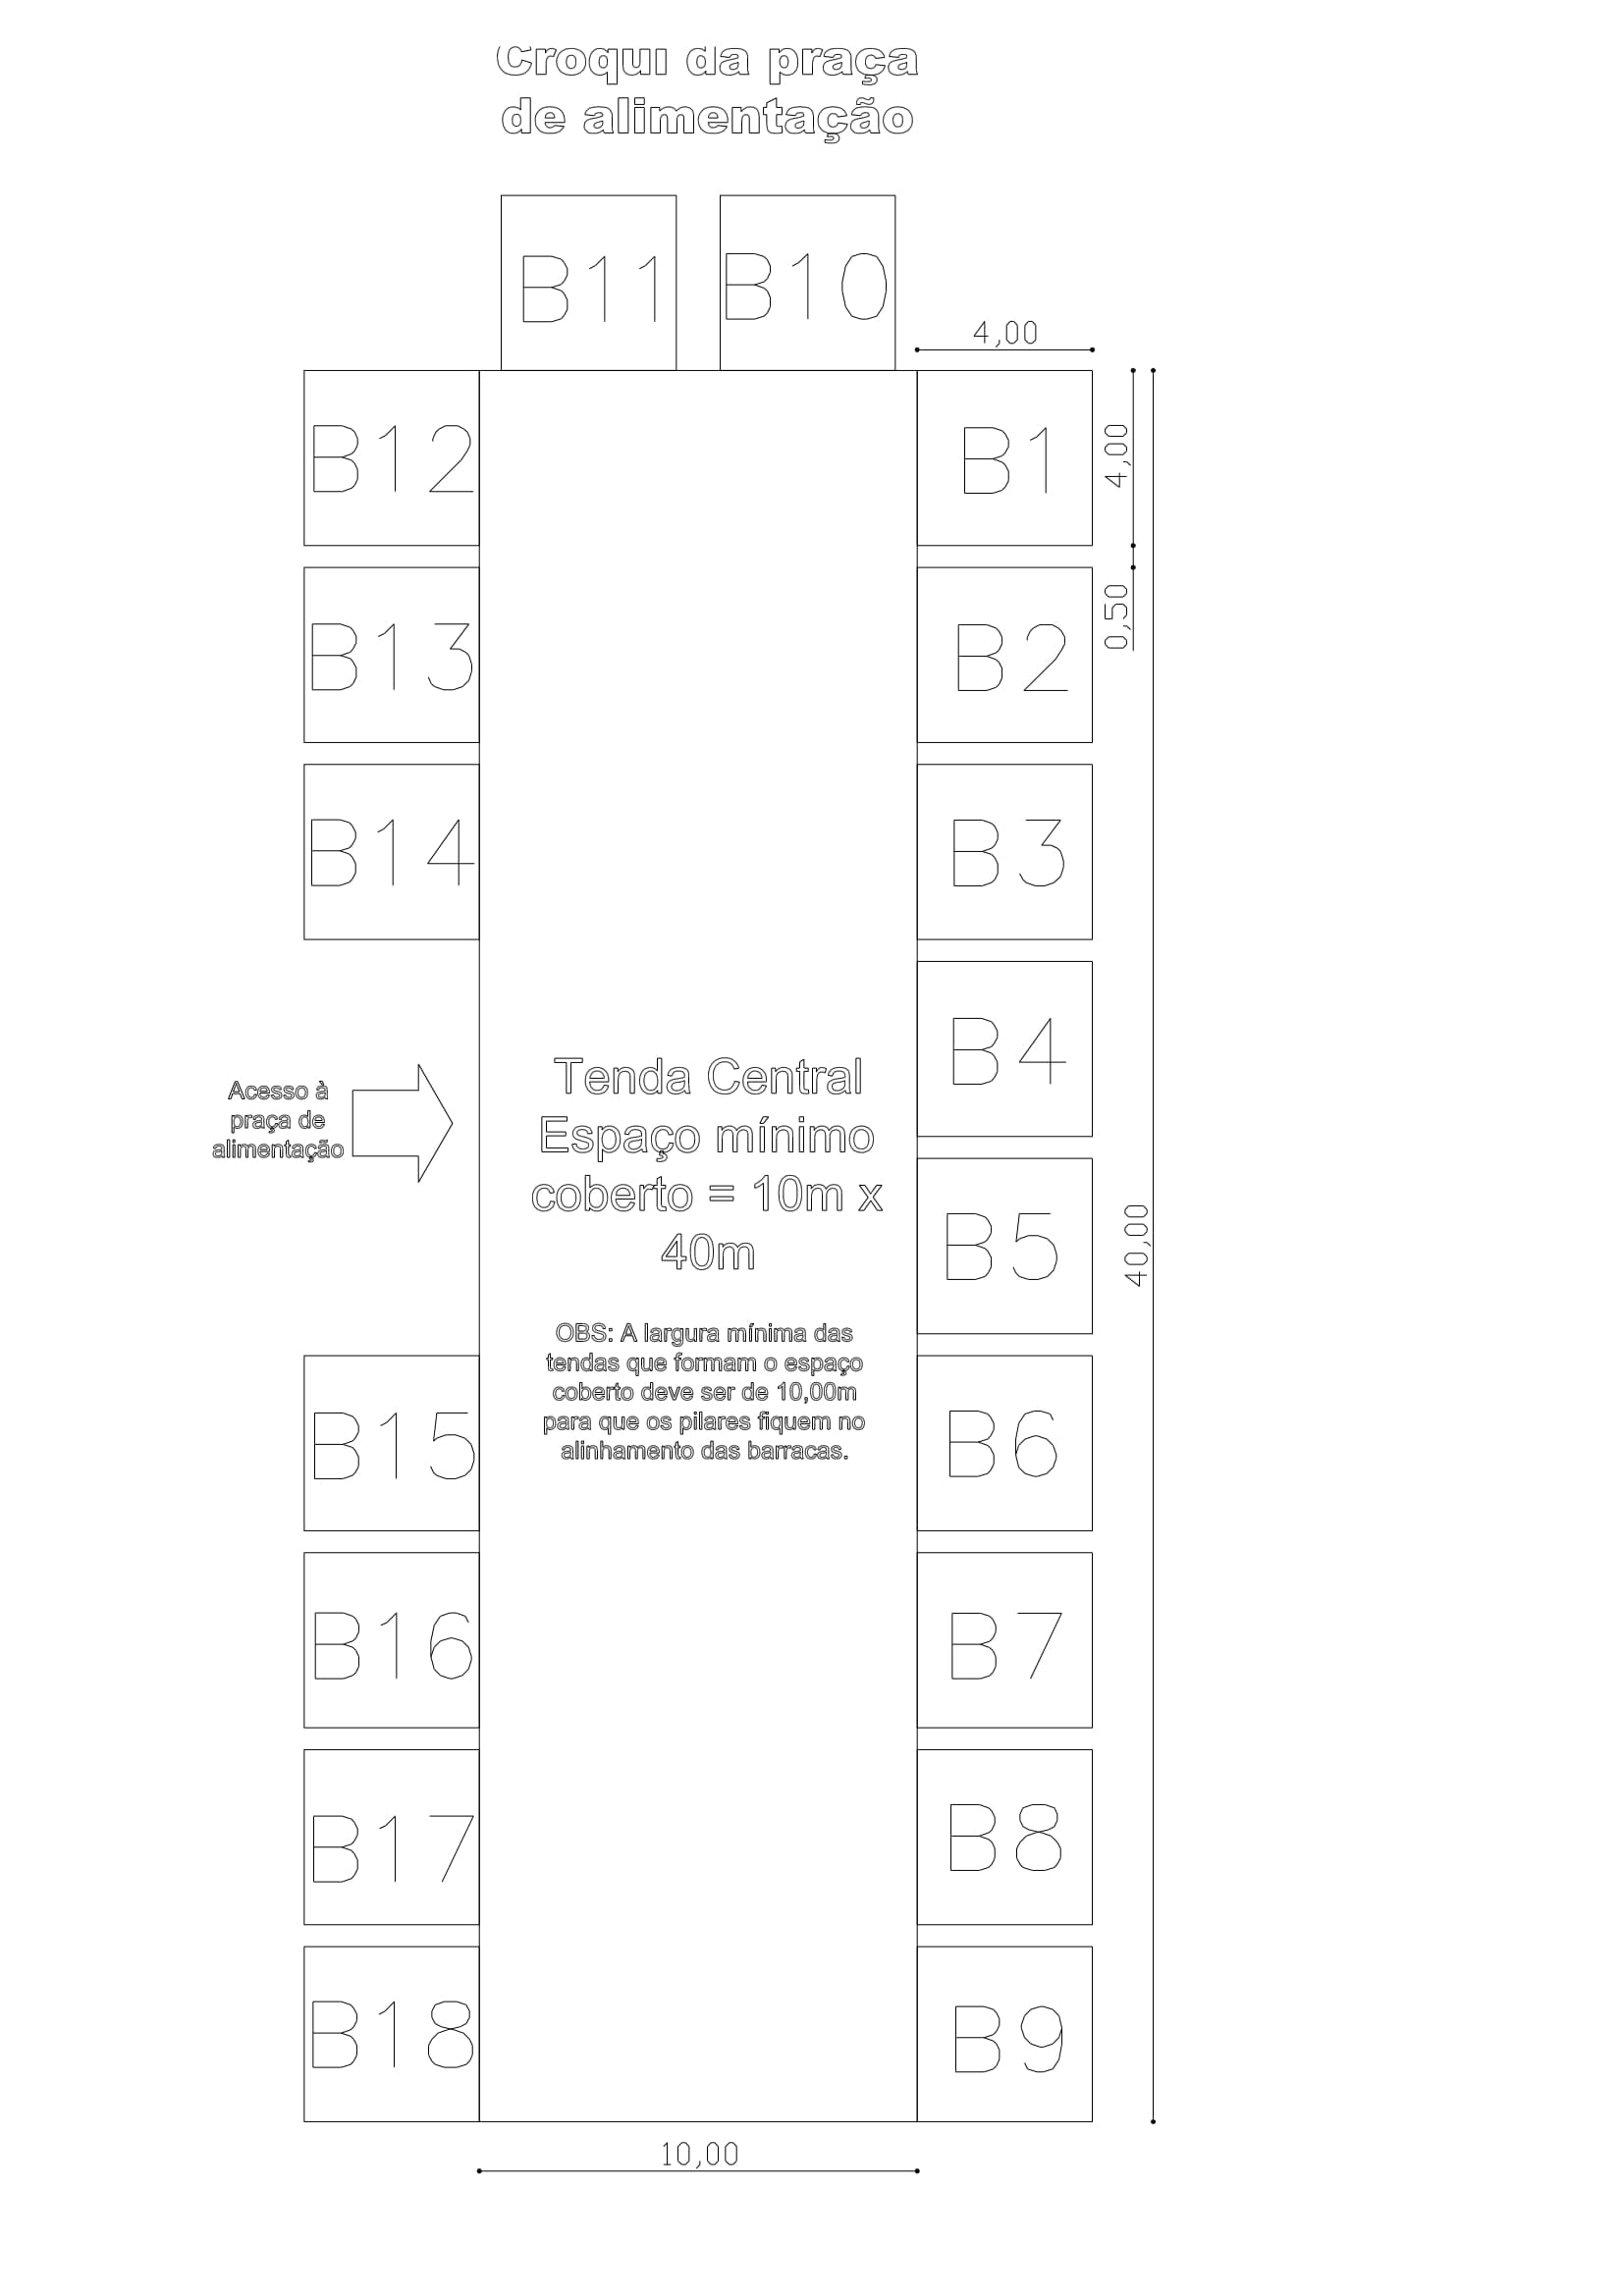 Croqui da praça
de alimentação
B11
B10
4,00
B12
B1
4,00
B13
B2
0,50
B14
B3
B4
Acesso à
praça de
alimentação
Tenda Central
Espaço mínimo
coberto = 10m x
40m
B5
40,00
OBS: A largura mínima das
tendas que formam o espaço
coberto deve ser de 10,00m
para que os pilares fiquem no
alinhamento das barracas.
B15
B6
B16
B7
B17
B8
B18
B9
10,00